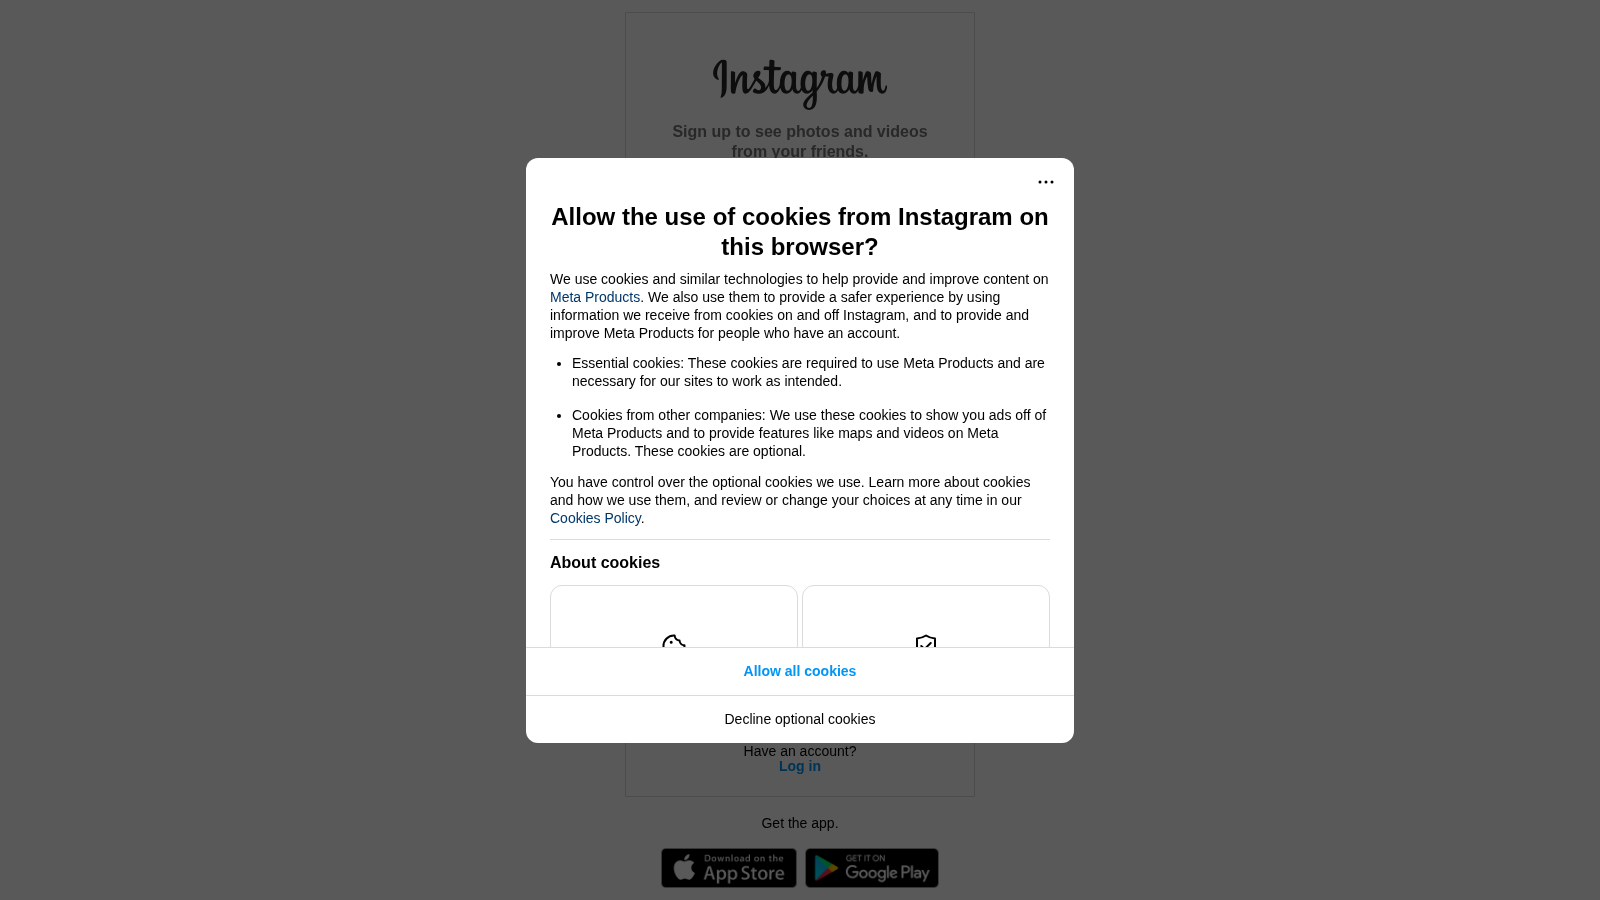 Instagram
Sign up to see photos and videos
from your friends.
Allow the use of cookies from Instagram on
this browser?
We use cookies and similar technologies to help provide and improve content on
Meta Products. We also use them to provide a safer experience by using
information we receive from cookies on and off Instagram, and to provide and
improve Meta Products for people who have an account.
• Essential cookies: These cookies are required to use Meta Products and are
necessary for our sites to work as intended.
• Cookies from other companies: We use these cookies to show you ads off of
Meta Products and to provide features like maps and videos on Meta
Products. These cookies are optional.
You have control over the optional cookies we use. Learn more about cookies
and how we use them, and review or change your choices at any time in our
Cookies Policy.
About cookies
Allow all cookies
Decline optional cookies
Have an account?
Log in
Get the app.
Download on the
App Store
GET IT ON
Google Play